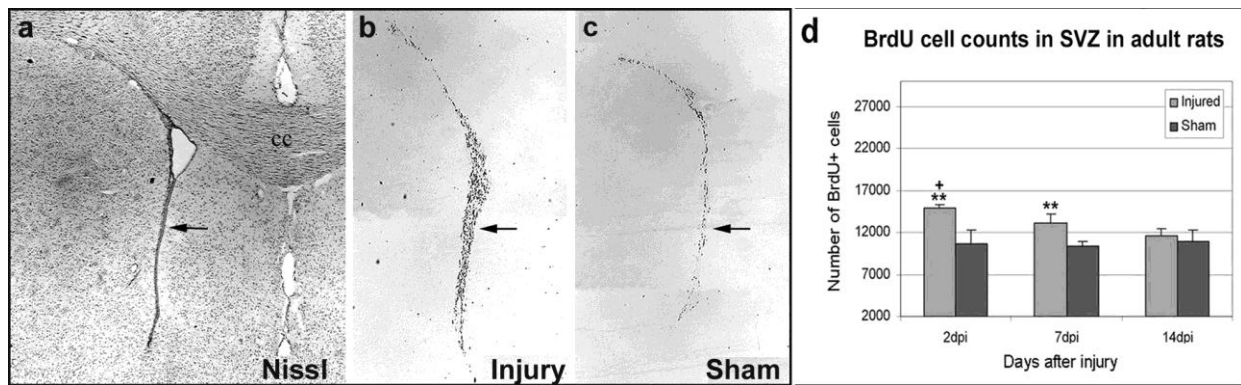 a
cc
Nissl
b
Injury
c
Sham
d
BrdU cell counts in SVZ in adult rats
Number of BrdU+ cells
27000
22000
17000
12000
7000
2000
Injured
Sham
+
**
**
2dpi
7dpi
14dpi
Days after injury